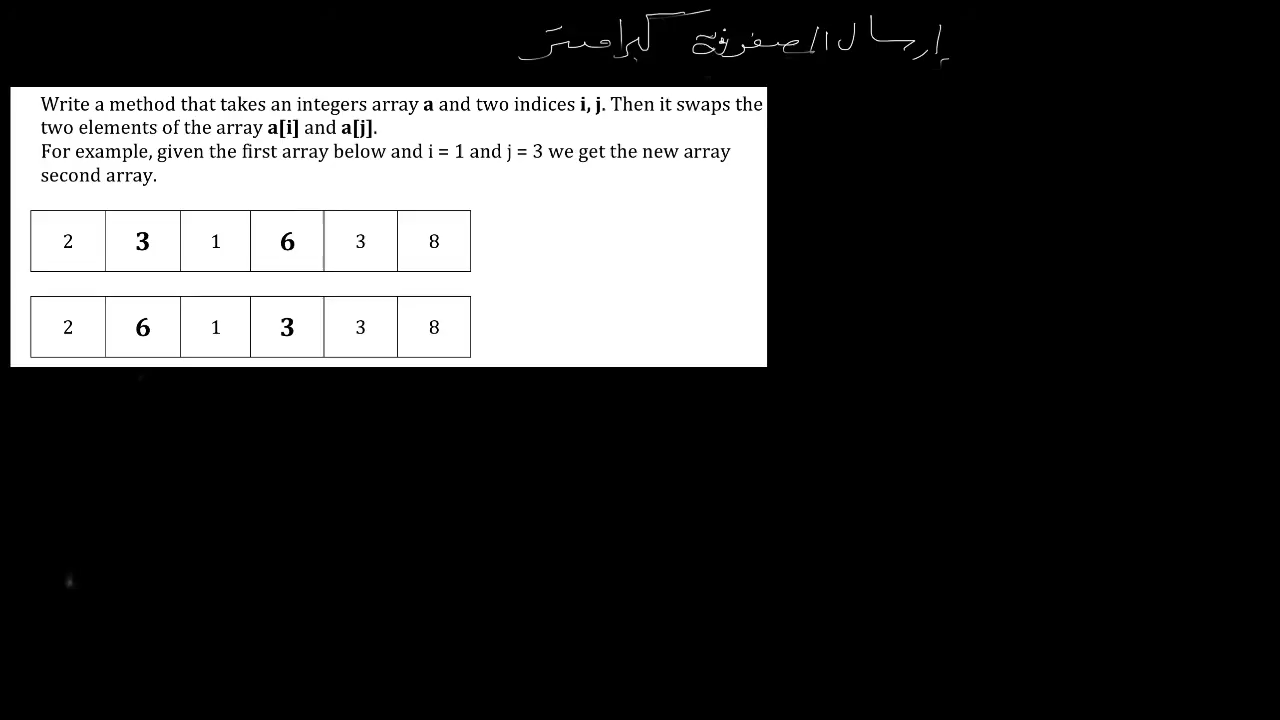 إرسال المصفوفة كبرامتر
Write a method that takes an integers array a and two indices i, j. Then it swaps the
two elements of the array a[i] and a[j].
For example, given the first array below and i = 1 and j = 3 we get the new array
second array.
2 3 1 6 3 8
2 6 1 3 3 8